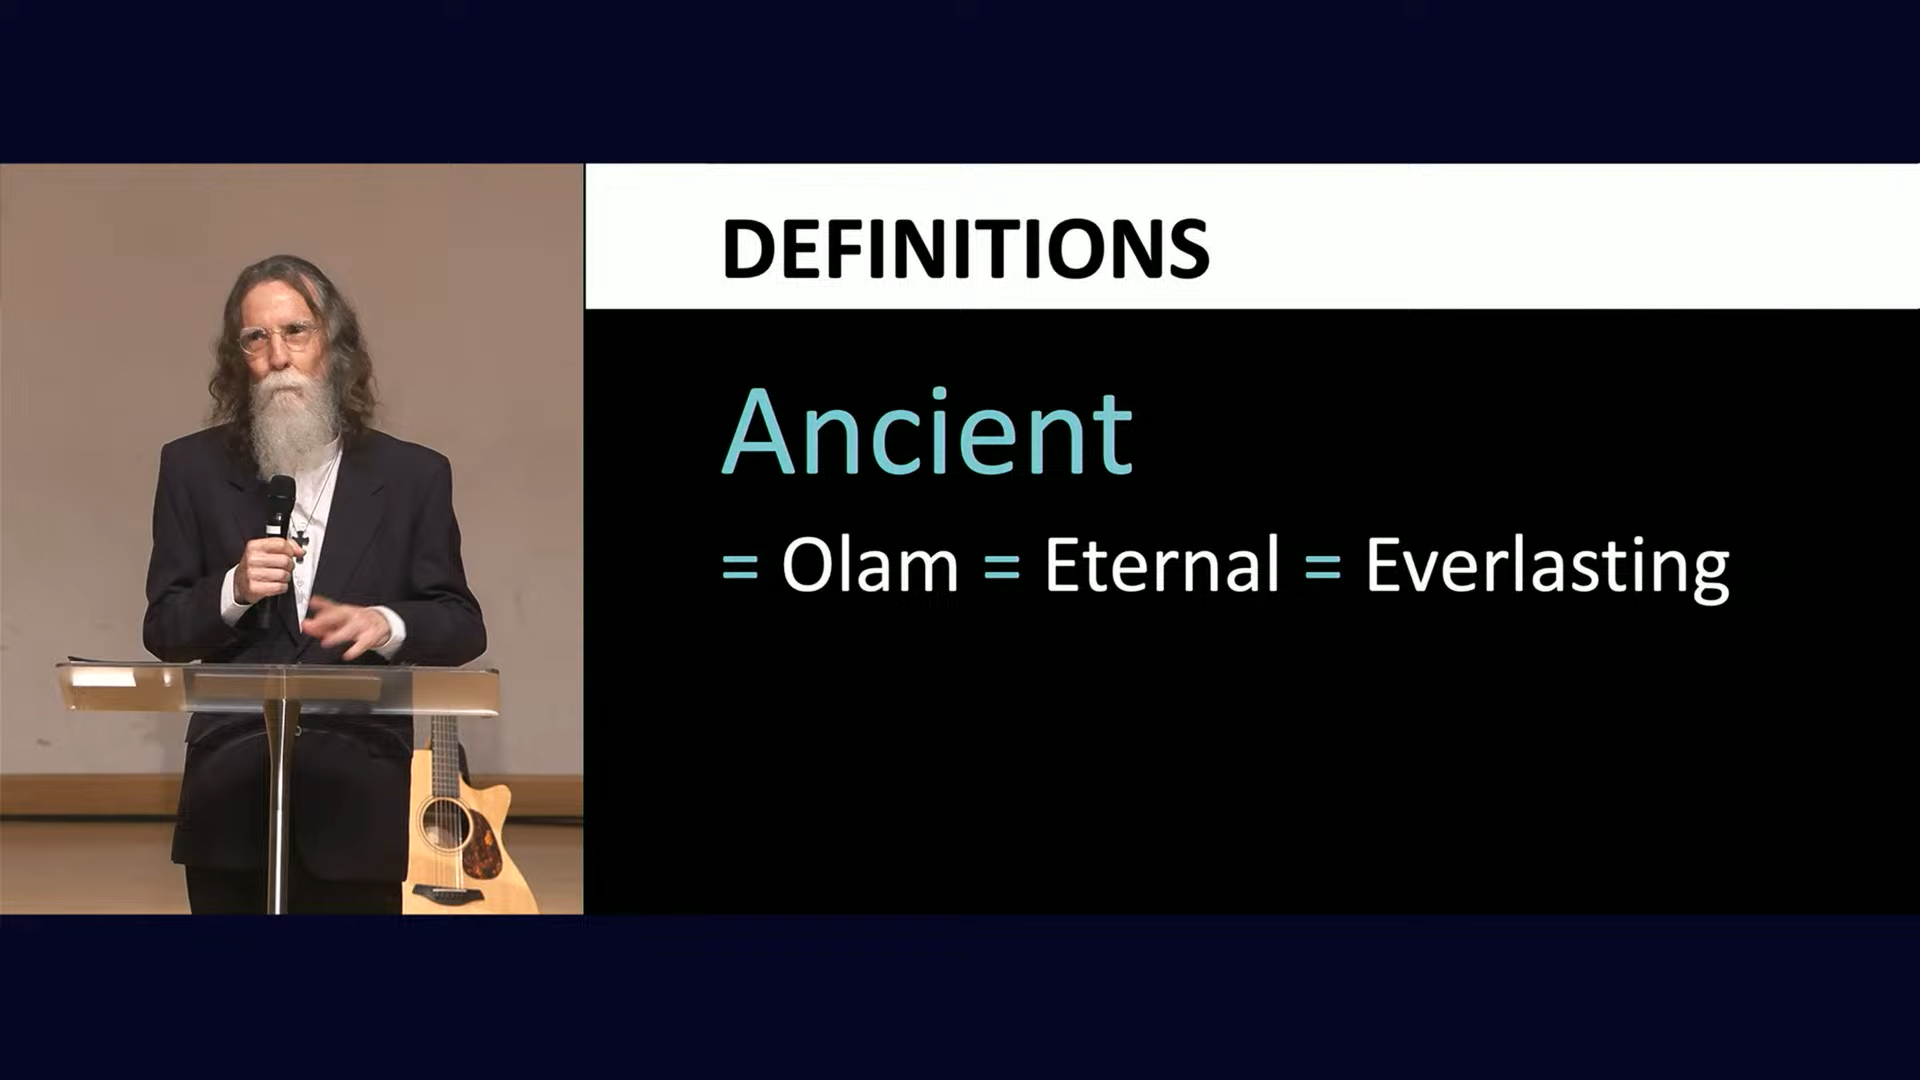 DEFINITIONS
Ancient
= Olam = Eternal = Everlasting